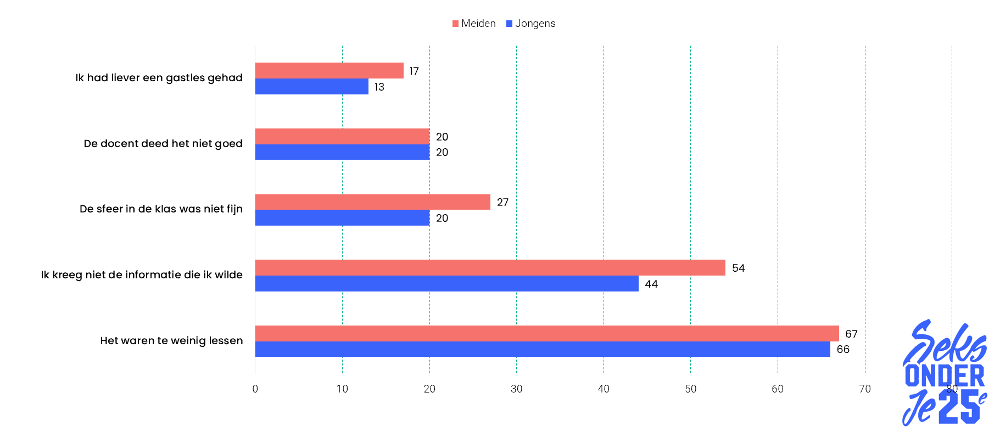 Meiden Jongens
Ik had liever een gastles gehad
17
13
De docent deed het niet goed
20
20
De sfeer in de klas was niet fijn
27
20
Ik kreeg niet de informatie die ik wilde
54
44
Het waren te weinig lessen
67
66
0 10 20 30 40 50 60 70 80
Seks
ONDER
Je 25e